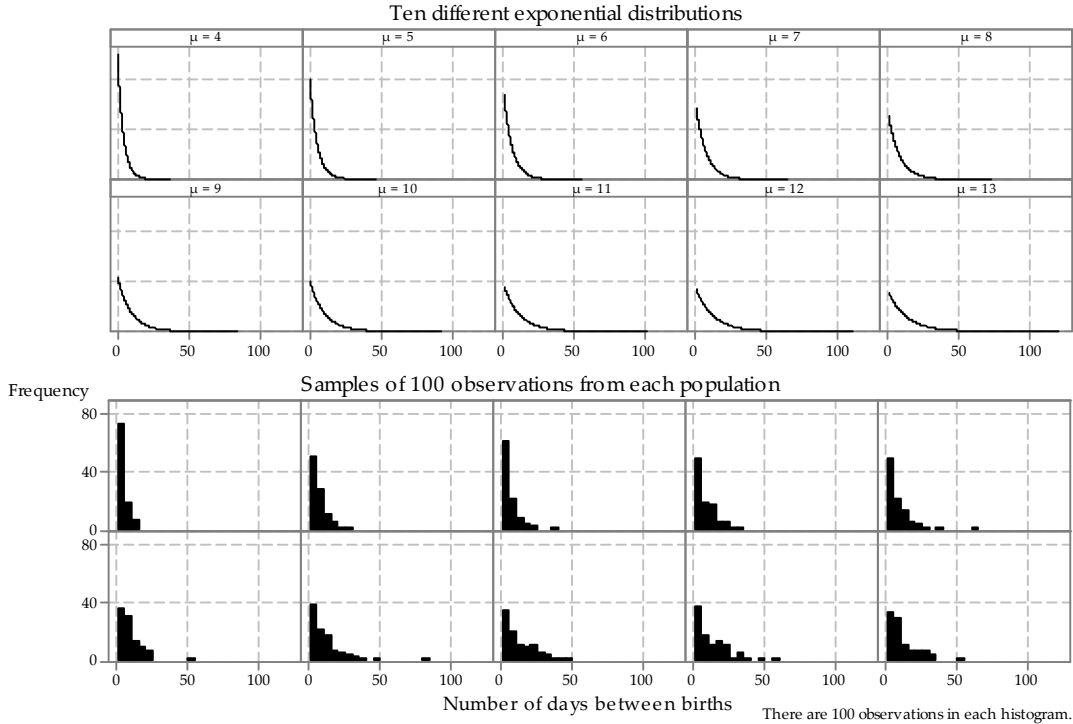 Ten different exponential distributions
μ = 4 μ = 5 μ = 6 μ = 7 μ = 8
μ = 9 μ = 10 μ = 11 μ = 12 μ = 13
0 50 100 0 50 100 0 50 100 0 50 100 0 50 100
Frequency
Samples of 100 observations from each population
80
40
0
80
40
0
0 50 100 0 50 100 0 50 100 0 50 100 0 50 100
Number of days between births
There are 100 observations in each histogram.